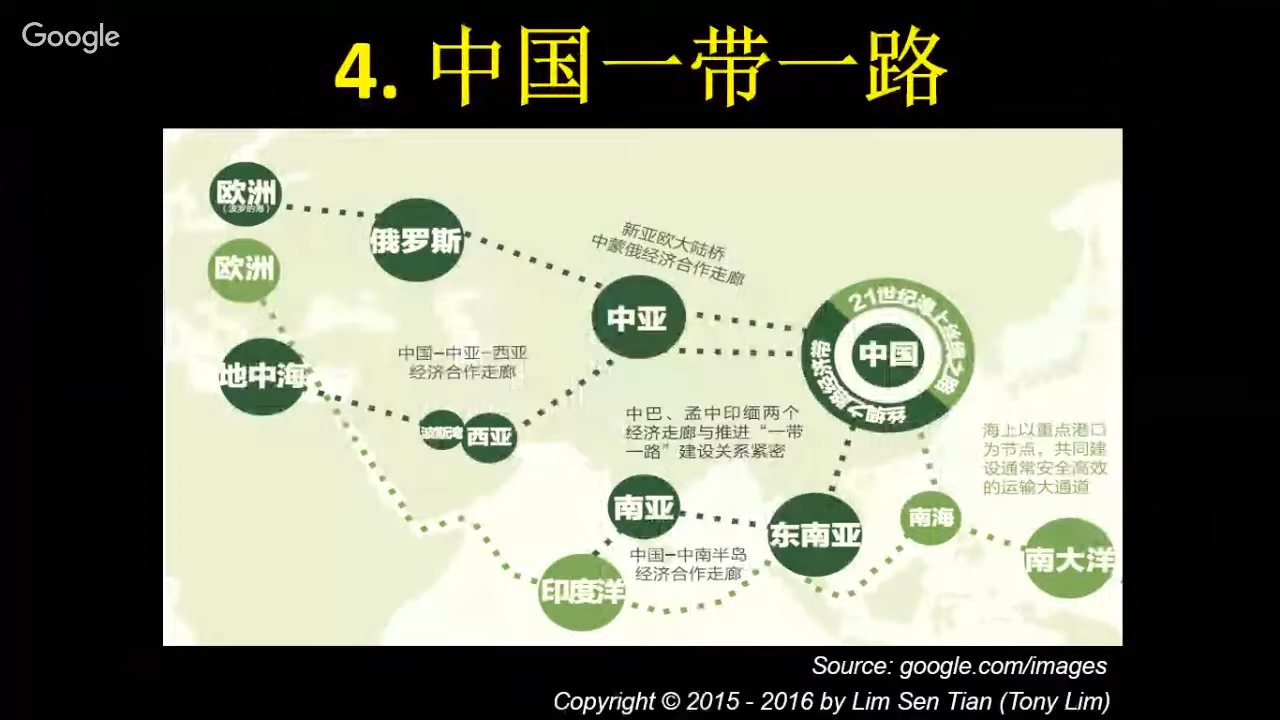 Google
4. 中国一带一路
欧洲
(波罗的海)
俄罗斯
欧洲
新亚欧大陆桥
中蒙俄经济合作走廊
中亚
21世纪海上丝绸之路
中国
丝绸之路经济带
中国-中亚-西亚
经济合作走廊
地中海
波斯湾
西亚
中巴、孟中印缅两个
经济走廊与推进“一带
一路”建设关系紧密
海上以重点港口
为节点，共同建
设通常安全高效
的运输大通道
南亚
东南亚
南海
南大洋
中国-中南半岛
经济合作走廊
印度洋
Source: google.com/images
Copyright © 2015 - 2016 by Lim Sen Tian (Tony Lim)